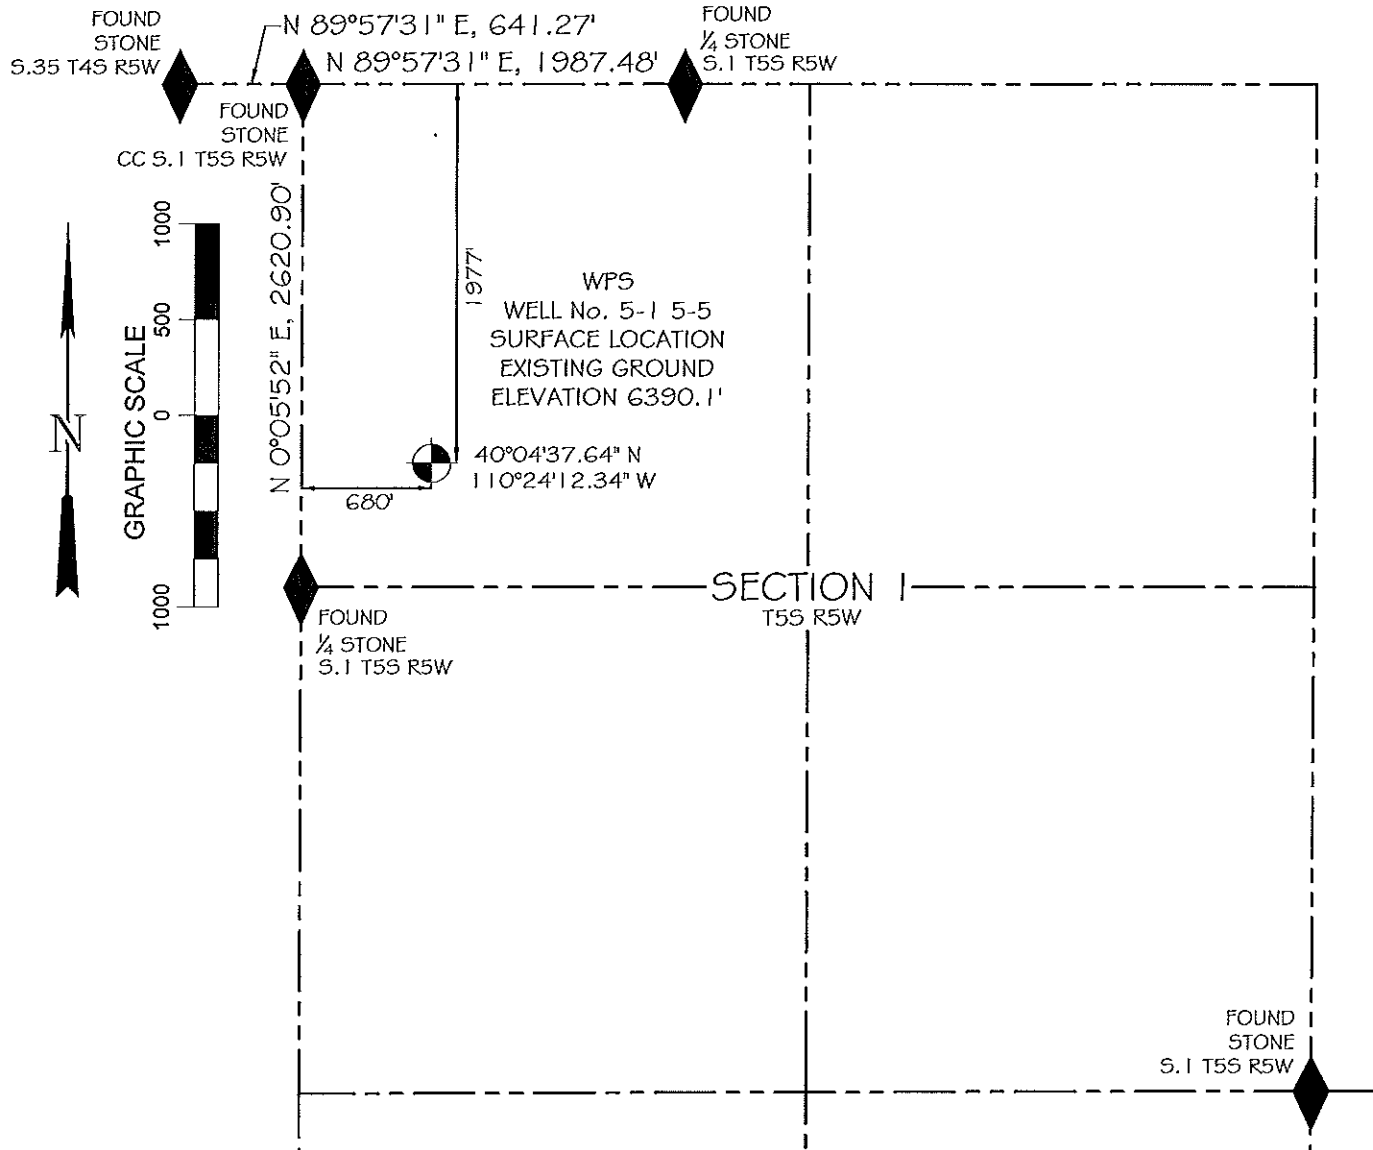 FOUND
STONE
S.35 T4S R5W
N 89°57'31" E, 641.27'
N 89°57'31" E, 1987.48'
FOUND
¼ STONE
S.1 T5S R5W
FOUND
STONE
CC S.1 T5S R5W
N
GRAPHIC SCALE
1000
500
0
1000
N 0°05'52" E, 2620.90'
1977'
WPS
WELL No. 5-1 5-5
SURFACE LOCATION
EXISTING GROUND
ELEVATION 6390.1'
40°04'37.64" N
110°24'12.34" W
680'
SECTION 1
T5S R5W
FOUND
¼ STONE
S.1 T5S R5W
FOUND
STONE
S.1 T5S R5W